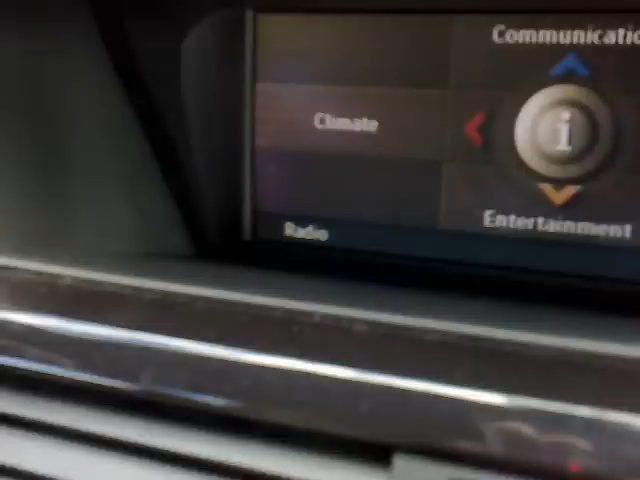 Communicatio
Climate
i
Entertainment
Radio